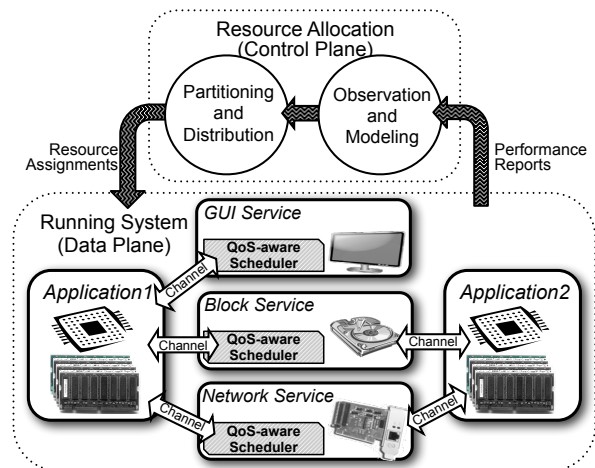 Resource Allocation
(Control Plane)
Partitioning
and
Distribution
Observation
and
Modeling
Resource
Assignments
Performance
Reports
Running System
(Data Plane)
GUI Service
QoS-aware
Scheduler
Channel
Application1
Block Service
QoS-aware
Scheduler
Channel
Channel
Application2
Network Service
QoS-aware
Scheduler
Channel
Channel